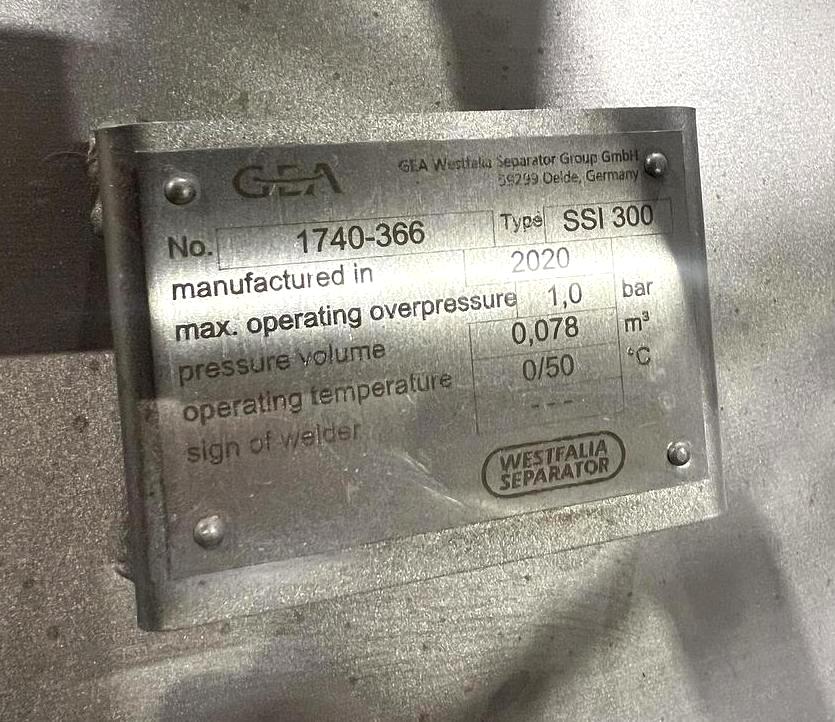 GEA
GEA Westfalia Separator Group GmbH
59299 Oelde, Germany
No. 1740-366 Type SSI 300
manufactured in 2020
max. operating overpressure 1,0 bar
pressure volume 0,078 m³
operating temperature 0/50 °C
sign of welder ---
WESTFALIA
SEPARATOR